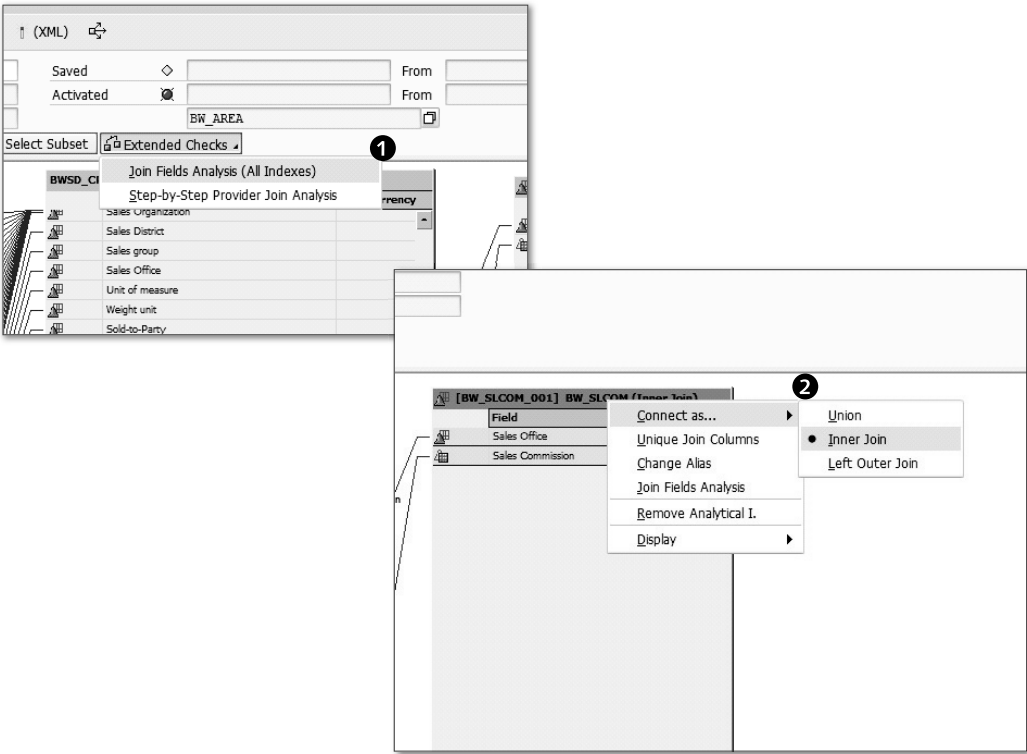 (XML)
Saved From
Activated From
BW_AREA
Select Subset Extended Checks
1
Join Fields Analysis (All Indexes)
Step-by-Step Provider Join Analysis
Sales Organization
Sales District
Sales group
Sales Office
Unit of measure
Weight unit
Sold-to-Party
2
[BW_SLCOM_001] BW_SLCOM (Inner Join)
Field
Sales Office
Sales Commission
Connect as...
Unique Join Columns
Change Alias
Join Fields Analysis
Remove Analytical I.
Display
Union
Inner Join
Left Outer Join